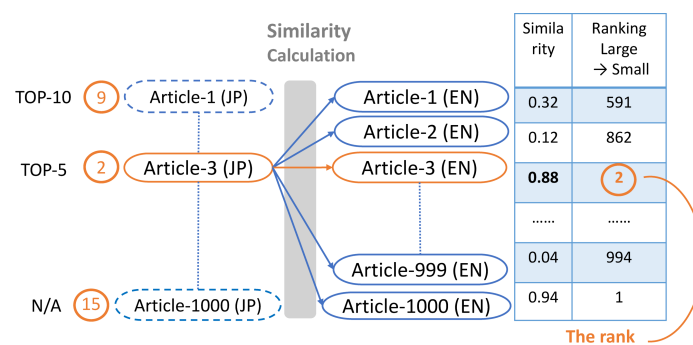 Similarity
Calculation
Simila
rity
Ranking
Large
→ Small
TOP-10
9
Article-1 (JP)
Article-1 (EN)
0.32
591
Article-2 (EN)
0.12
862
TOP-5
2
Article-3 (JP)
Article-3 (EN)
0.88
2
......
......
Article-999 (EN)
0.04
994
N/A
15
Article-1000 (JP)
Article-1000 (EN)
0.94
1
The rank